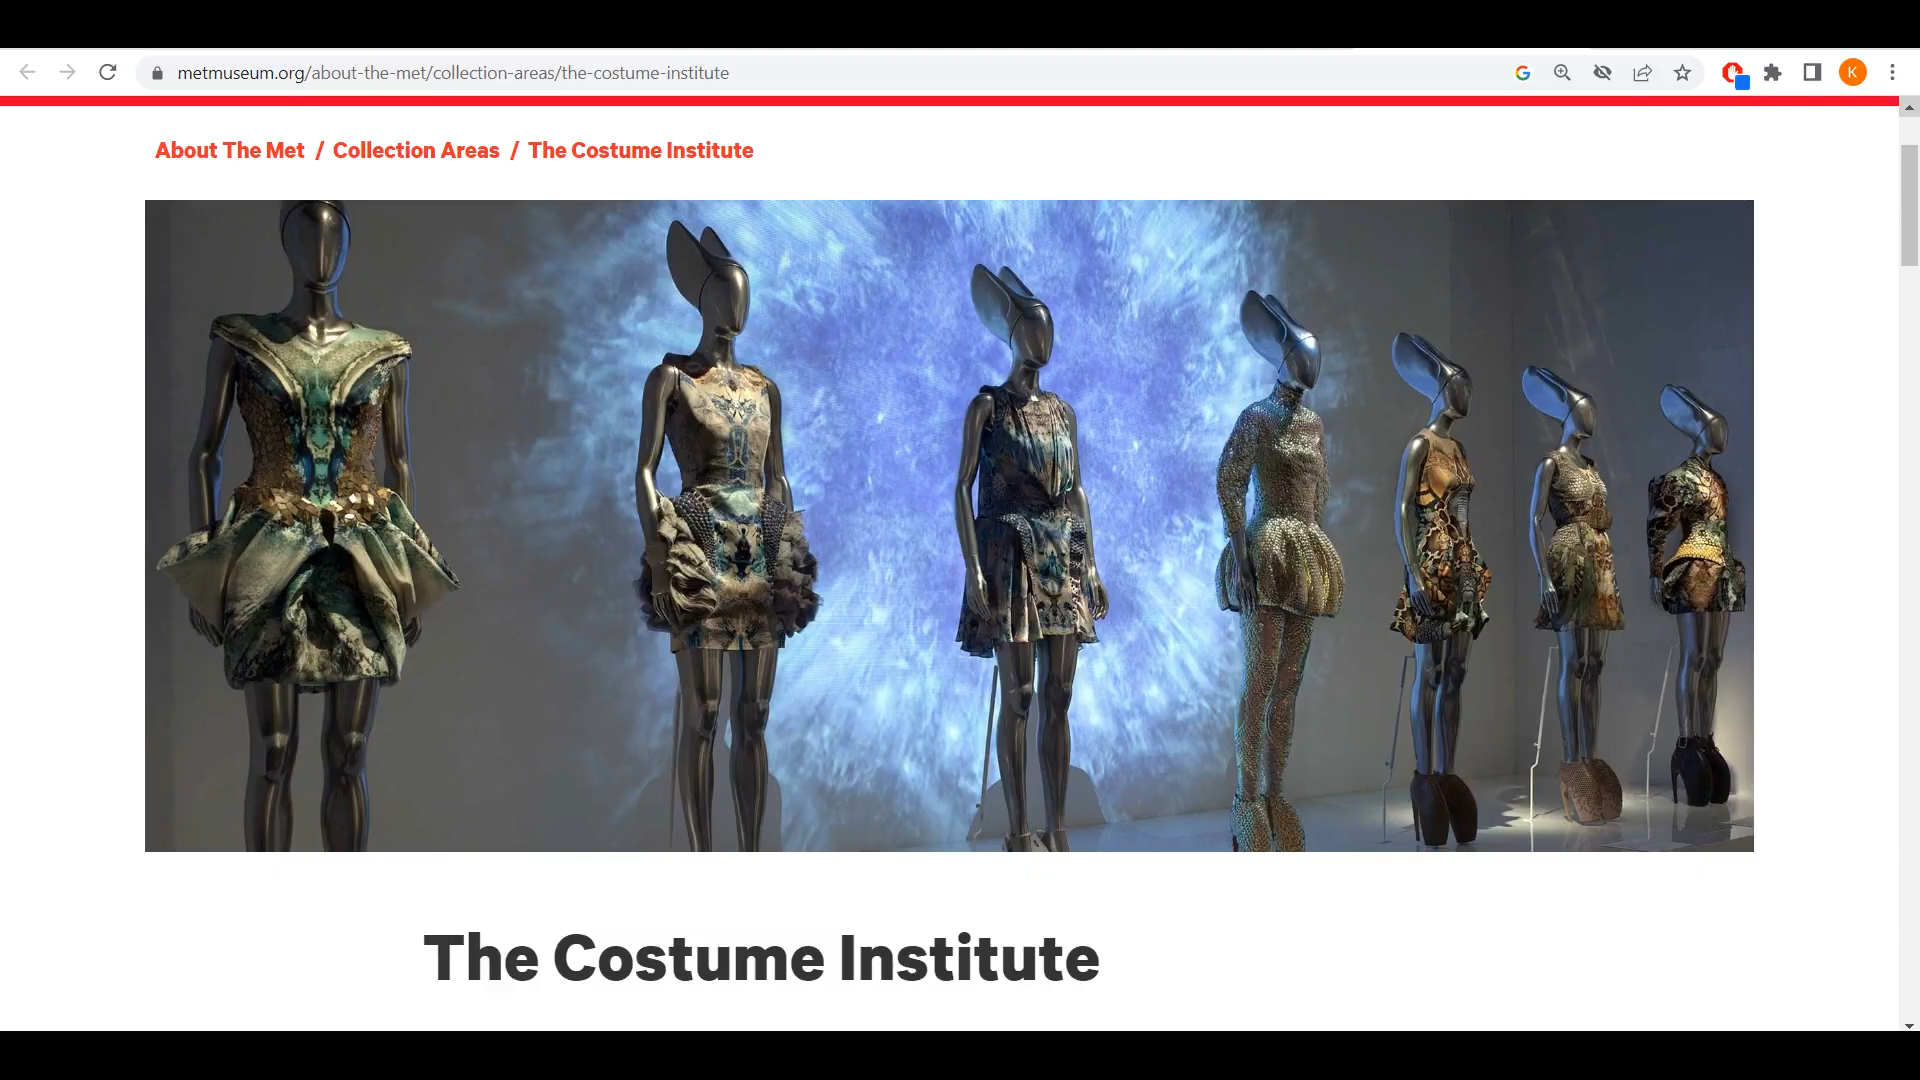 metmuseum.org/about-the-met/collection-areas/the-costume-institute
K
About The Met / Collection Areas / The Costume Institute
The Costume Institute